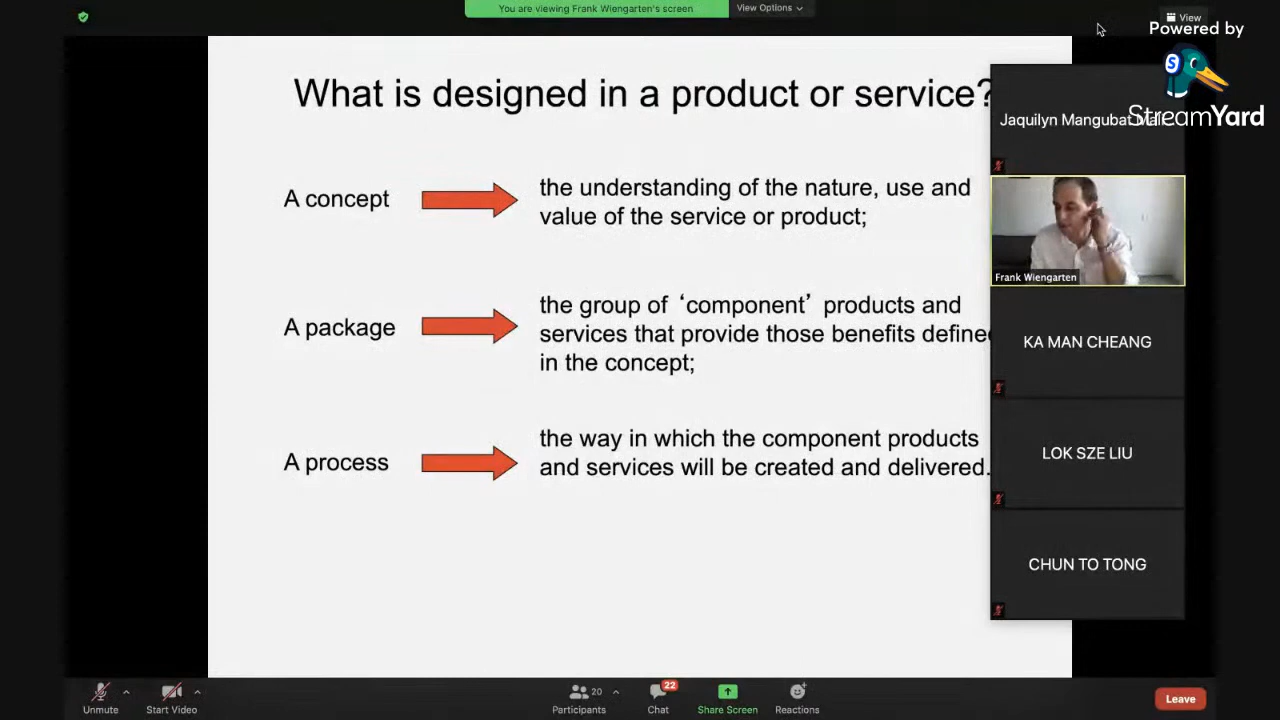 You are viewing Frank Wiengarten's screen
View Options
View
Powered by
StreamYard
What is designed in a product or service?
Jaquilyn Mangubat
A concept
the understanding of the nature, use and
value of the service or product;
Frank Wiengarten
A package
the group of ‘component’ products and
services that provide those benefits define
in the concept;
KA MAN CHEANG
A process
the way in which the component products
and services will be created and delivered.
LOK SZE LIU
CHUN TO TONG
Unmute
Start Video
20
Participants
22
Chat
Share Screen
Reactions
Leave